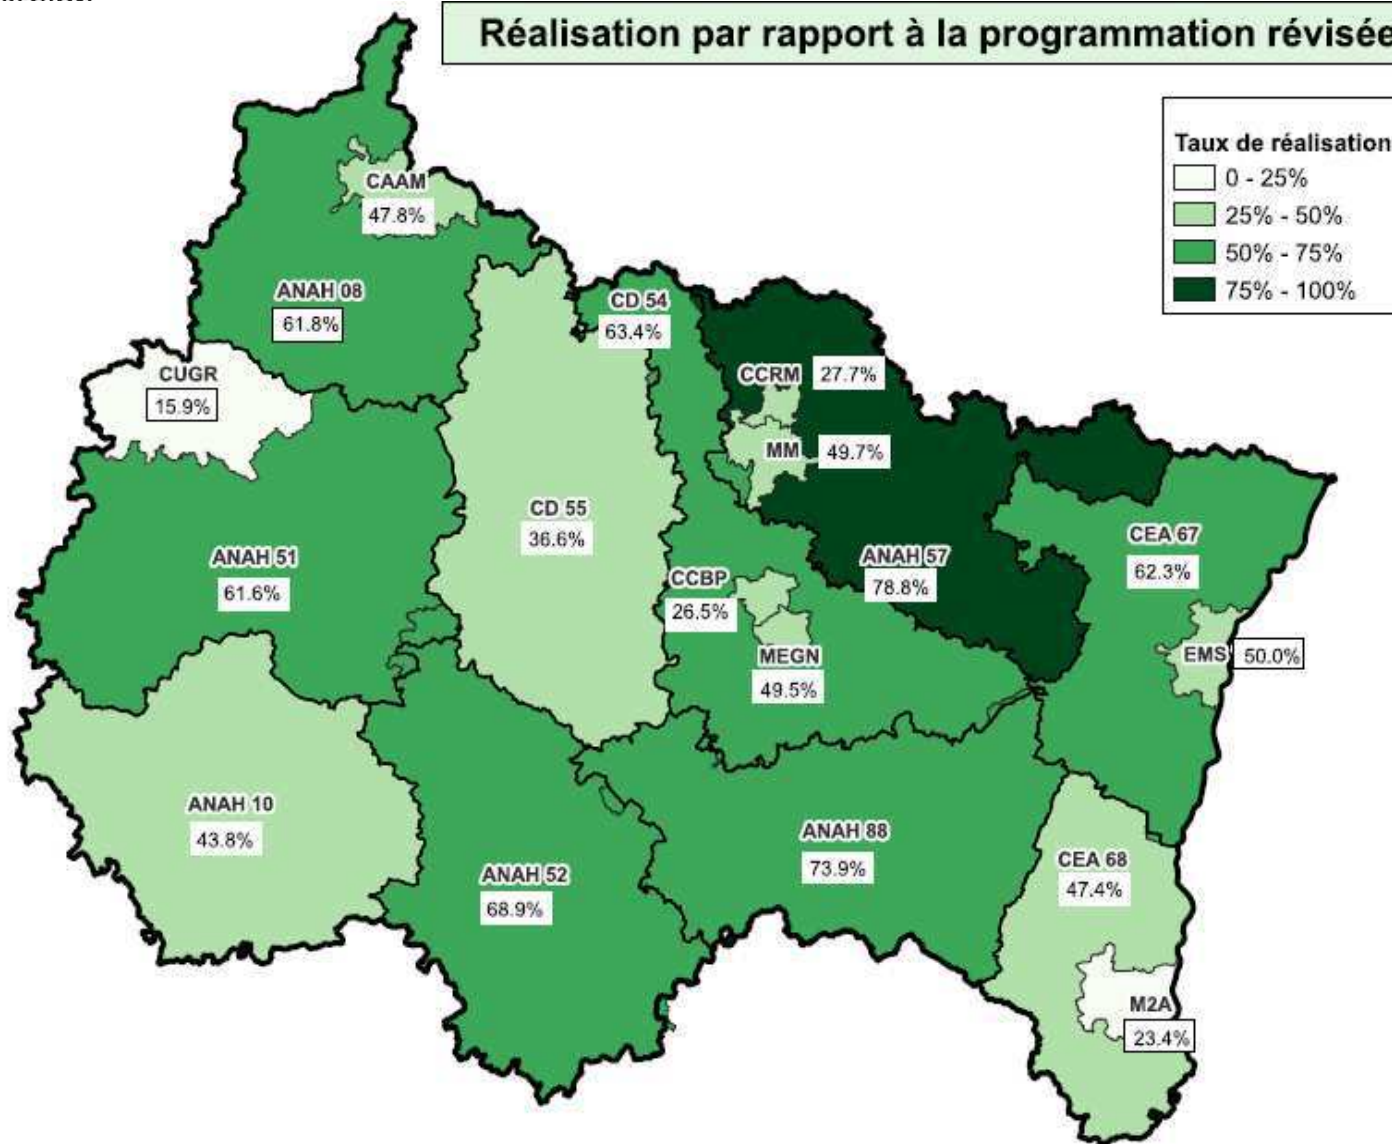 Réalisation par rapport à la programmation révisée
Taux de réalisation
0 - 25%
25% - 50%
50% - 75%
75% - 100%
CAAM
47.8%
ANAH 08
61.8%
CD 54
63.4%
CUGR
15.9%
CCRM
27.7%
MM
49.7%
CD 55
36.6%
CEA 67
62.3%
ANAH 51
61.6%
ANAH 57
78.8%
CCBP
26.5%
MEGN
49.5%
EMS
50.0%
ANAH 10
43.8%
ANAH 88
73.9%
CEA 68
47.4%
ANAH 52
68.9%
M2A
23.4%